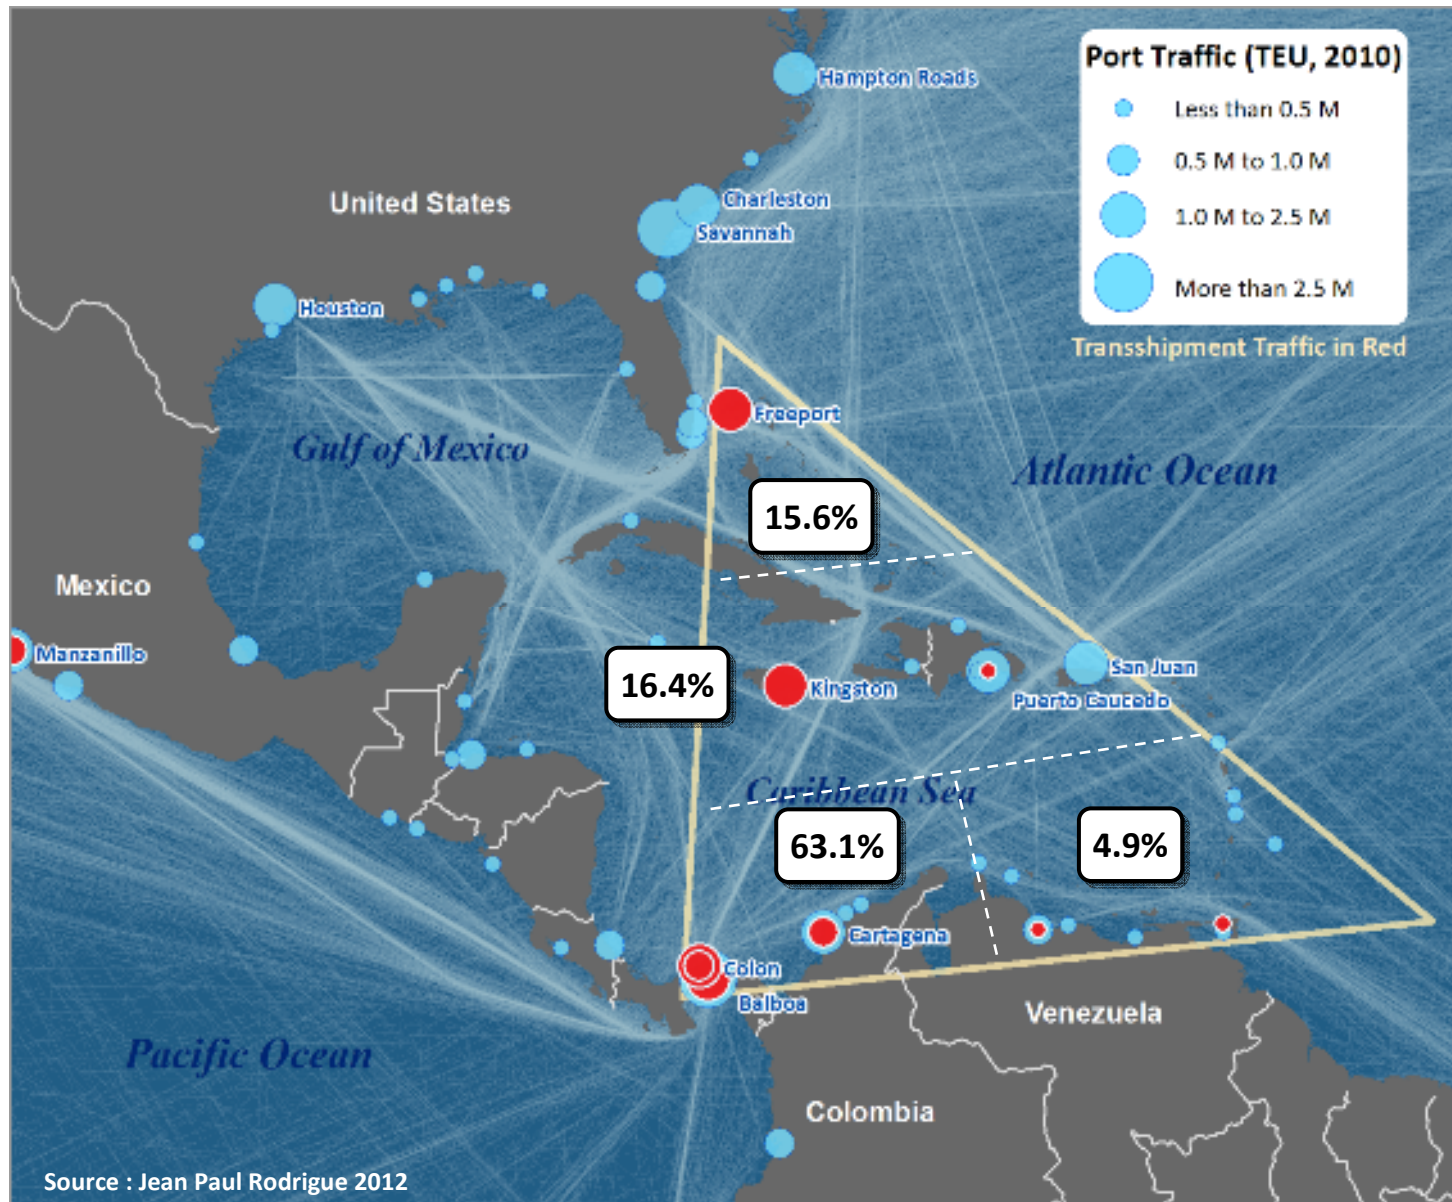 Port Traffic (TEU, 2010)
Less than 0.5 M
0.5 M to 1.0 M
1.0 M to 2.5 M
More than 2.5 M
Transshipment Traffic in Red
Hampton Roads
United States
Charleston
Savannah
Houston
Freeport
Gulf of Mexico
Atlantic Ocean
15.6%
Mexico
Manzanillo
16.4%
Kingston
San Juan
Puerto Caucedo
Caribbean Sea
63.1%
4.9%
Cartagena
Colon
Balboa
Venezuela
Pacific Ocean
Colombia
Source : Jean Paul Rodrigue 2012